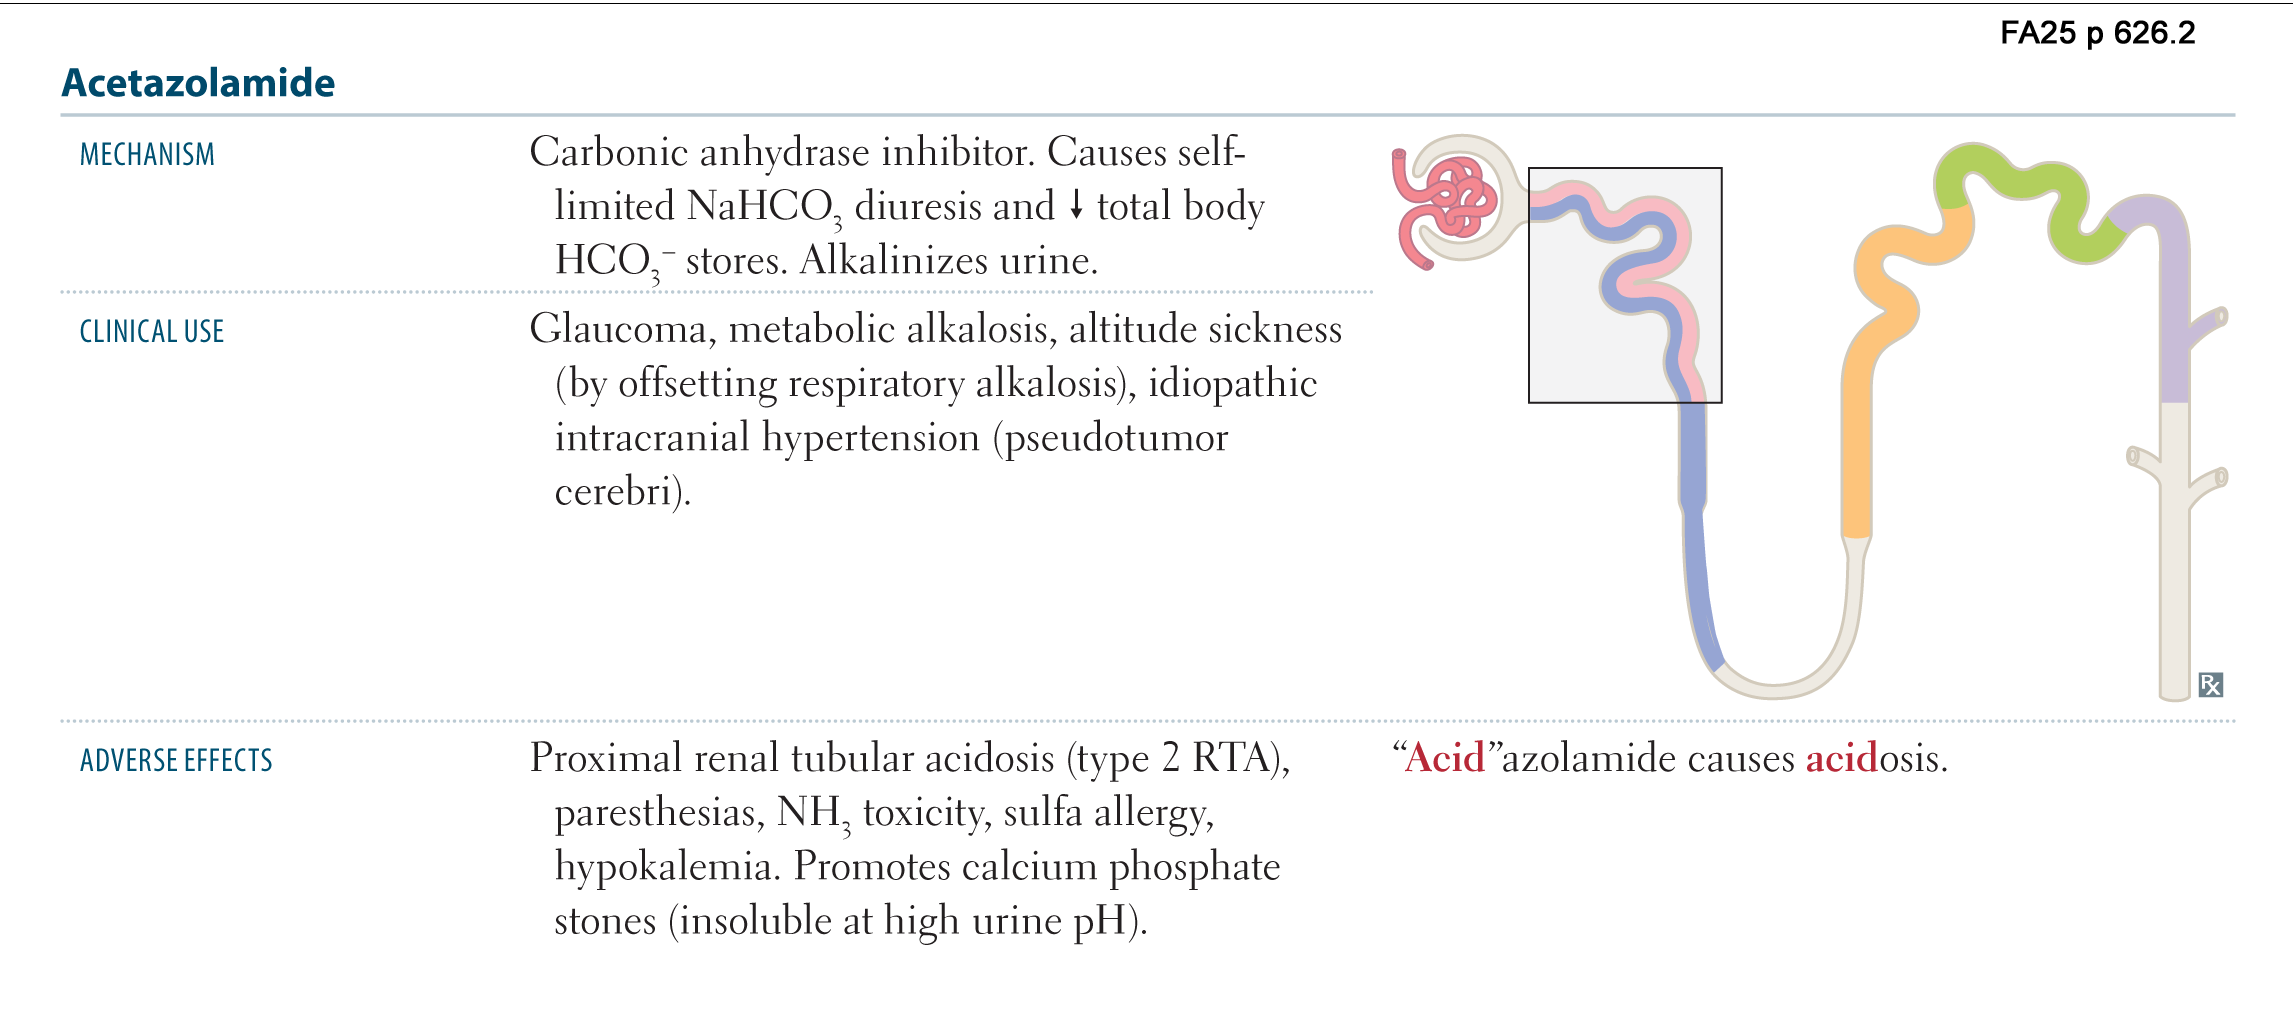 FA25 p 626.2
Acetazolamide
MECHANISM
Carbonic anhydrase inhibitor. Causes self-
limited NaHCO₃ diuresis and ↓ total body
HCO₃⁻ stores. Alkalinizes urine.
CLINICAL USE
Glaucoma, metabolic alkalosis, altitude sickness
(by offsetting respiratory alkalosis), idiopathic
intracranial hypertension (pseudotumor
cerebri).
Rx
ADVERSE EFFECTS
Proximal renal tubular acidosis (type 2 RTA),
paresthesias, NH₃ toxicity, sulfa allergy,
hypokalemia. Promotes calcium phosphate
stones (insoluble at high urine pH).
“Acid”azolamide causes acidosis.